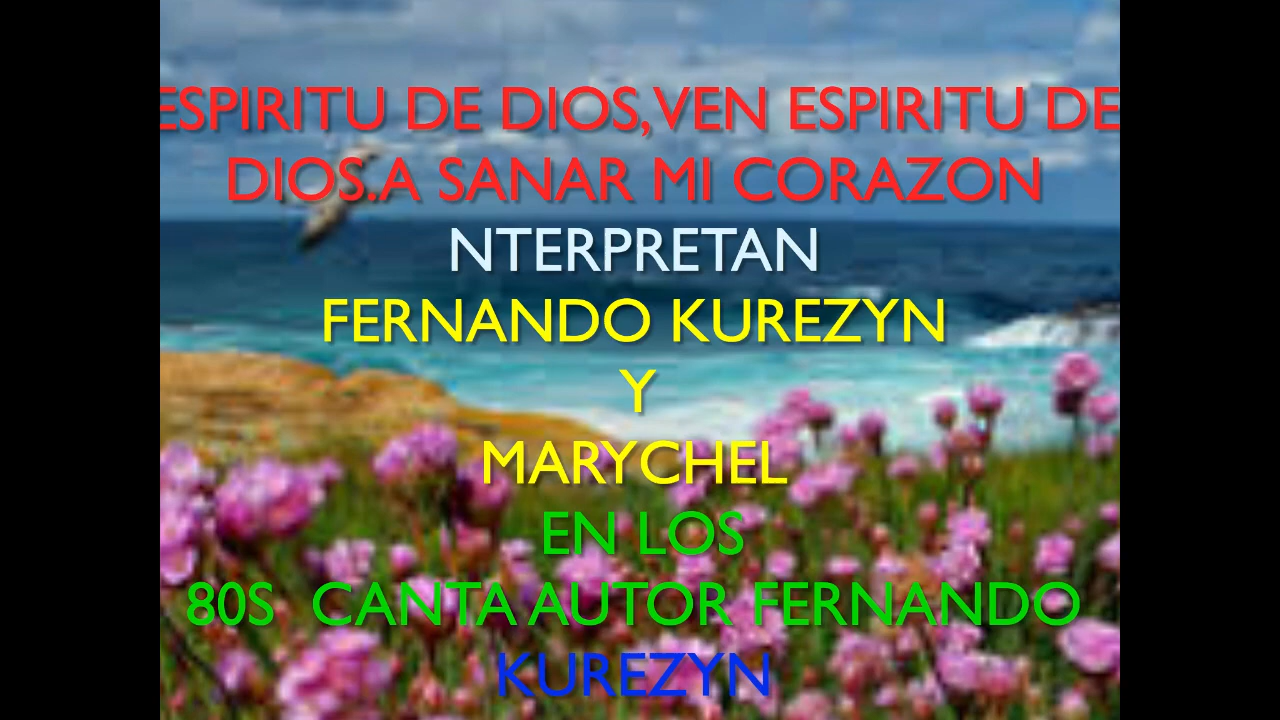 ESPIRITU DE DIOS,VEN ESPIRITU DE
DIOS.A SANAR MI CORAZON
NTERPRETAN
FERNANDO KUREZYN
Y
MARYCHEL
EN LOS
80S CANTA AUTOR FERNANDO
KUREZYN